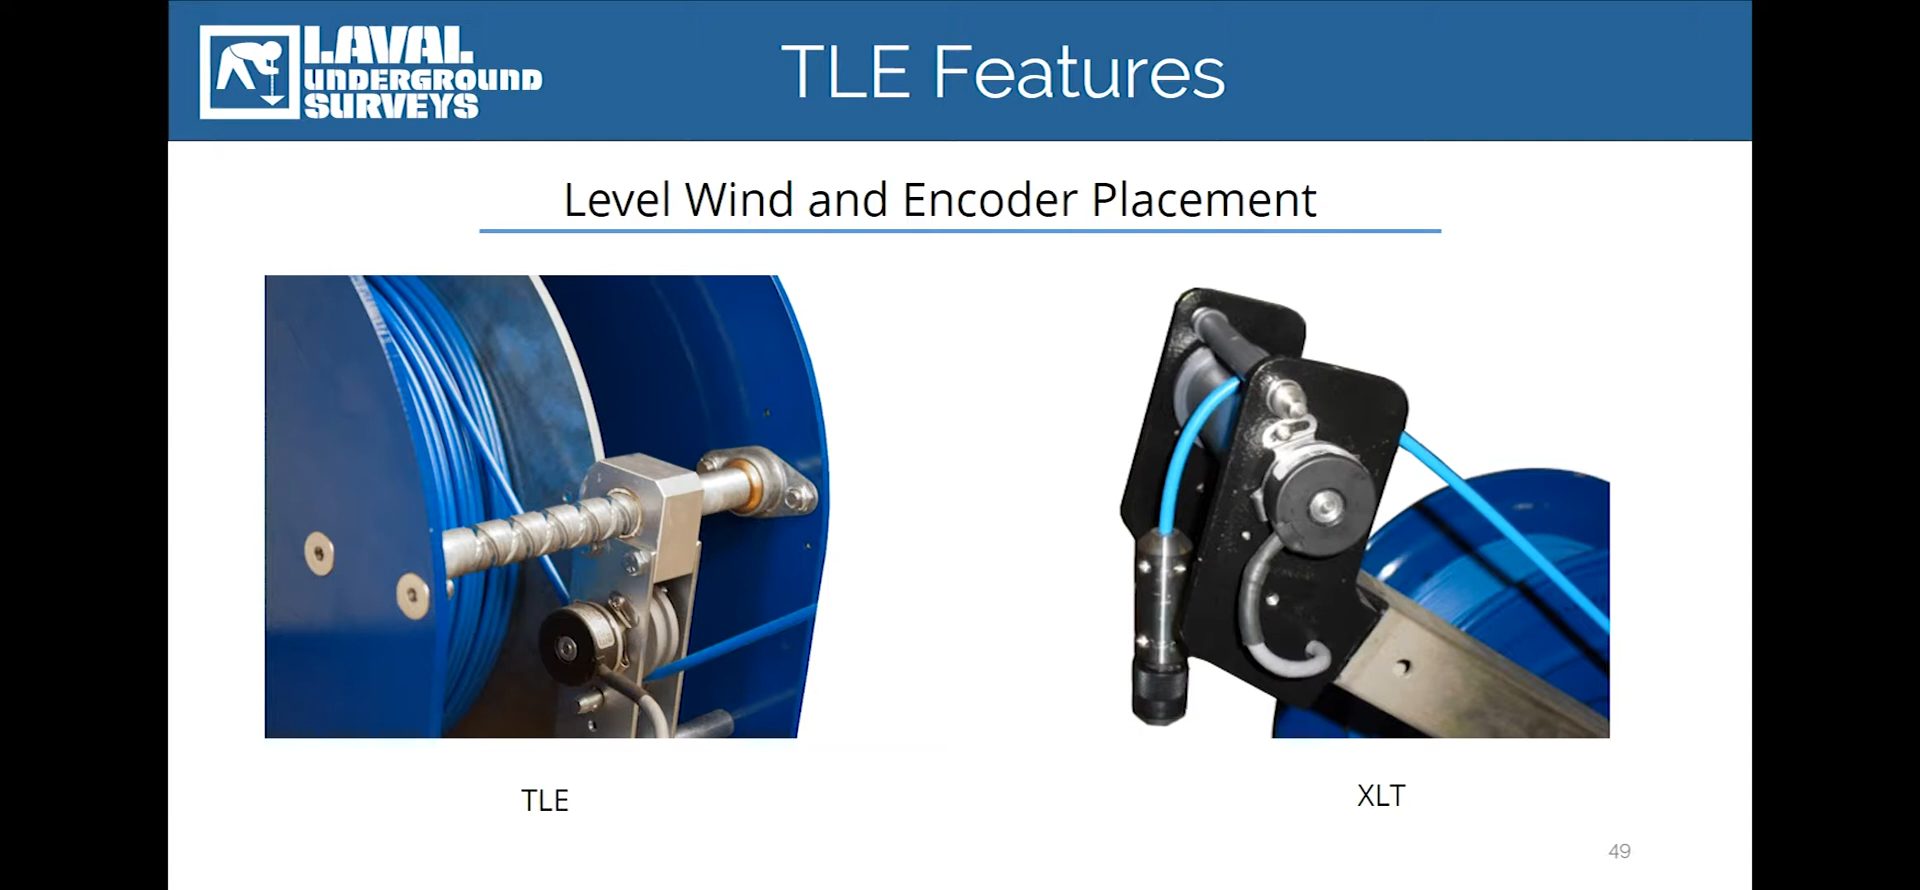 LAVAL
UNDERGROUND
SURVEYS
TLE Features
Level Wind and Encoder Placement
TLE
XLT
49